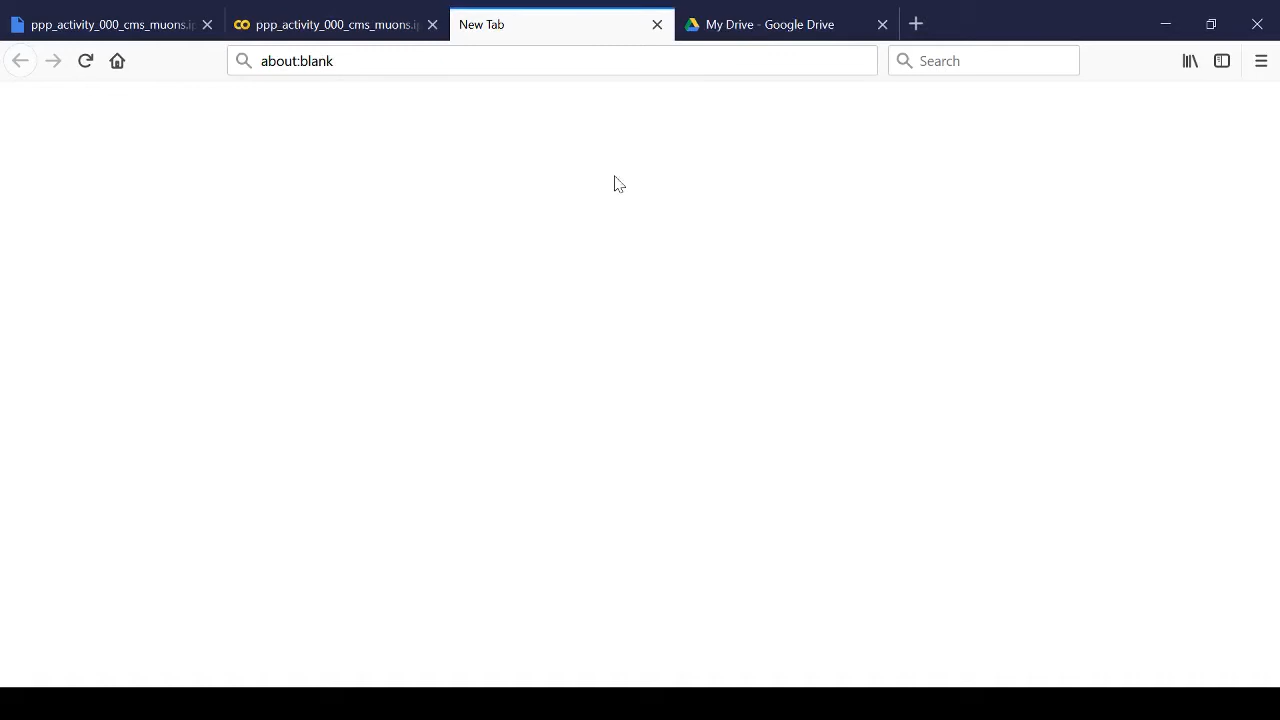 ppp_activity_000_cms_muons.i
ppp_activity_000_cms_muons.i
New Tab
My Drive - Google Drive
about:blank
Search